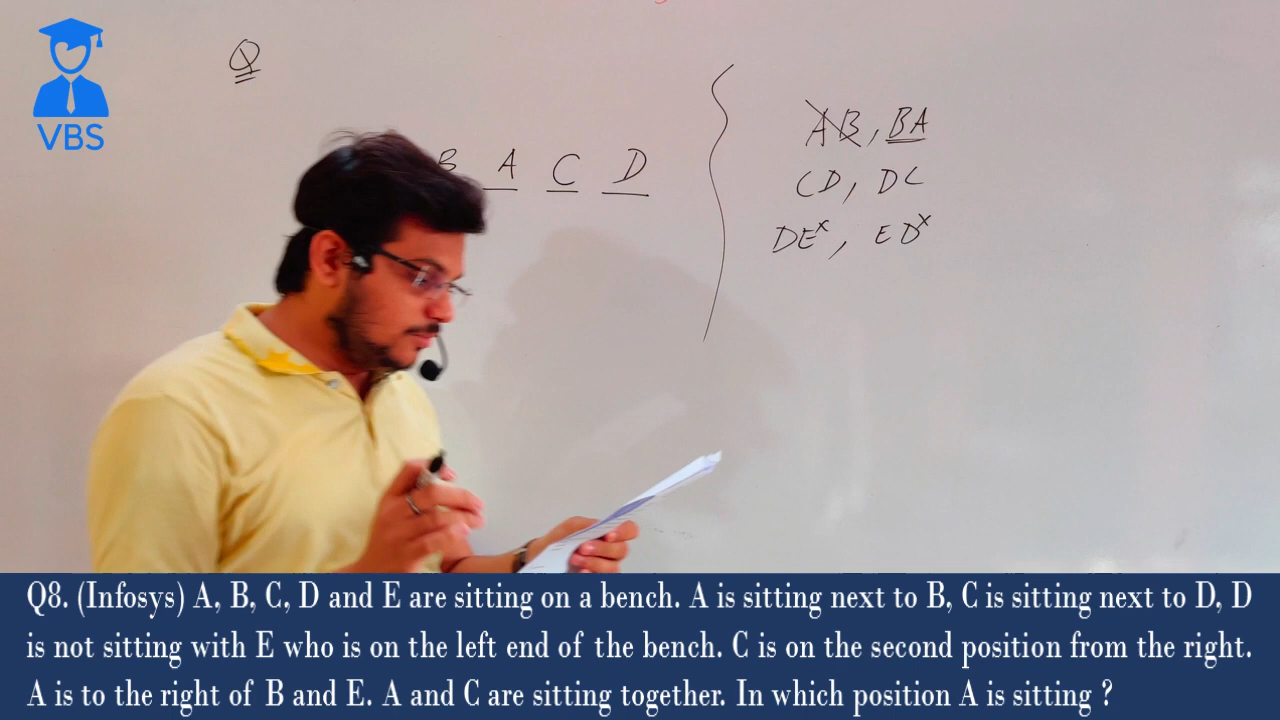 VBS
Q
B A C D
AB, BA
CD, DC
DEˣ, EDˣ
Q8. (Infosys) A, B, C, D and E are sitting on a bench. A is sitting next to B, C is sitting next to D, D
is not sitting with E who is on the left end of the bench. C is on the second position from the right.
A is to the right of B and E. A and C are sitting together. In which position A is sitting ?